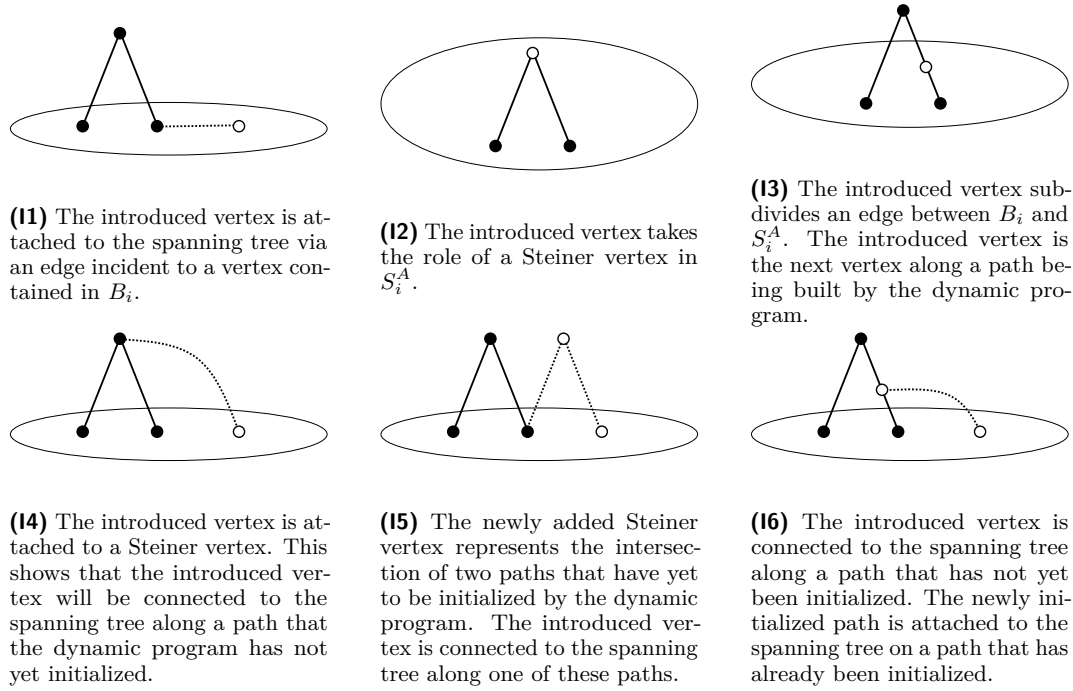 (I1) The introduced vertex is at-
tached to the spanning tree via
an edge incident to a vertex con-
tained in B_i.
(I2) The introduced vertex takes
the role of a Steiner vertex in
S_i^A.
(I3) The introduced vertex sub-
divides an edge between B_i and
S_i^A. The introduced vertex is
the next vertex along a path be-
ing built by the dynamic pro-
gram.
(I4) The introduced vertex is at-
tached to a Steiner vertex. This
shows that the introduced ver-
tex will be connected to the
spanning tree along a path that
the dynamic program has not
yet initialized.
(I5) The newly added Steiner
vertex represents the intersec-
tion of two paths that have yet
to be initialized by the dynamic
program. The introduced ver-
tex is connected to the spanning
tree along one of these paths.
(I6) The introduced vertex is
connected to the spanning tree
along a path that has not yet
been initialized. The newly ini-
tialized path is attached to the
spanning tree on a path that has
already been initialized.